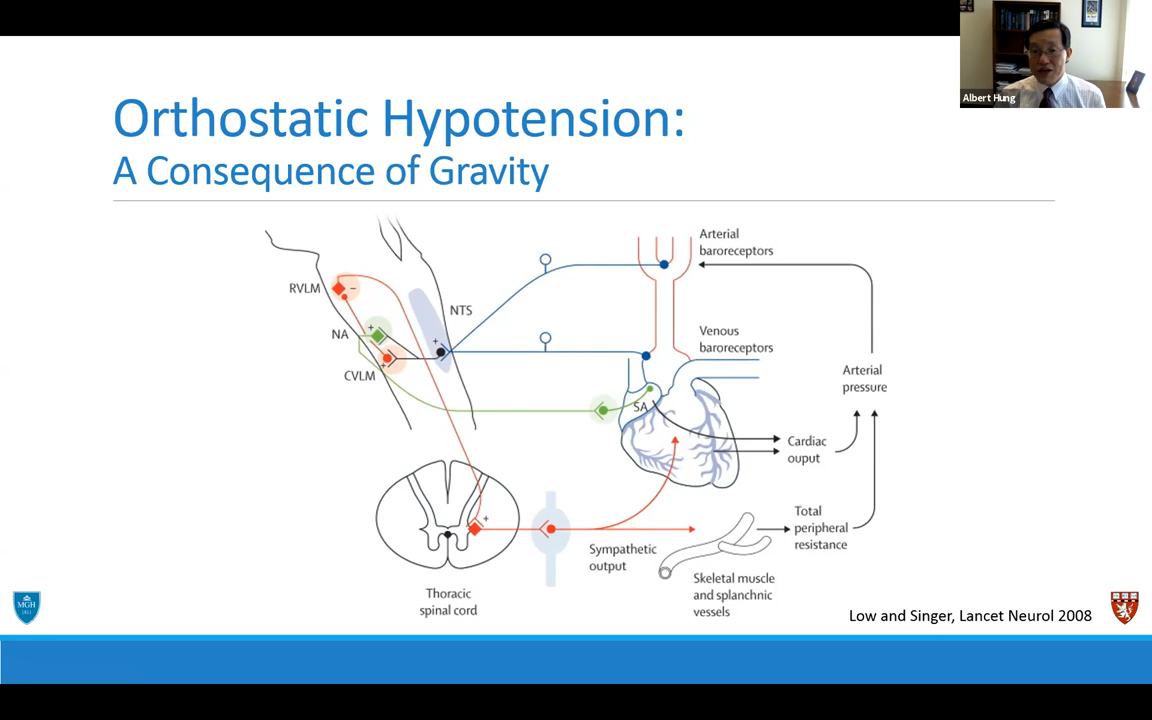 Albert Hung
Orthostatic Hypotension:
A Consequence of Gravity
Arterial
baroreceptors
RVLM
−
NTS
+
NA
+
CVLM
+
Venous
baroreceptors
Arterial
pressure
SA
Cardiac
ouput
+
Total
peripheral
resistance
Sympathetic
output
Skeletal muscle
and splanchnic
vessels
Thoracic
spinal cord
MGH
1811
Low and Singer, Lancet Neurol 2008